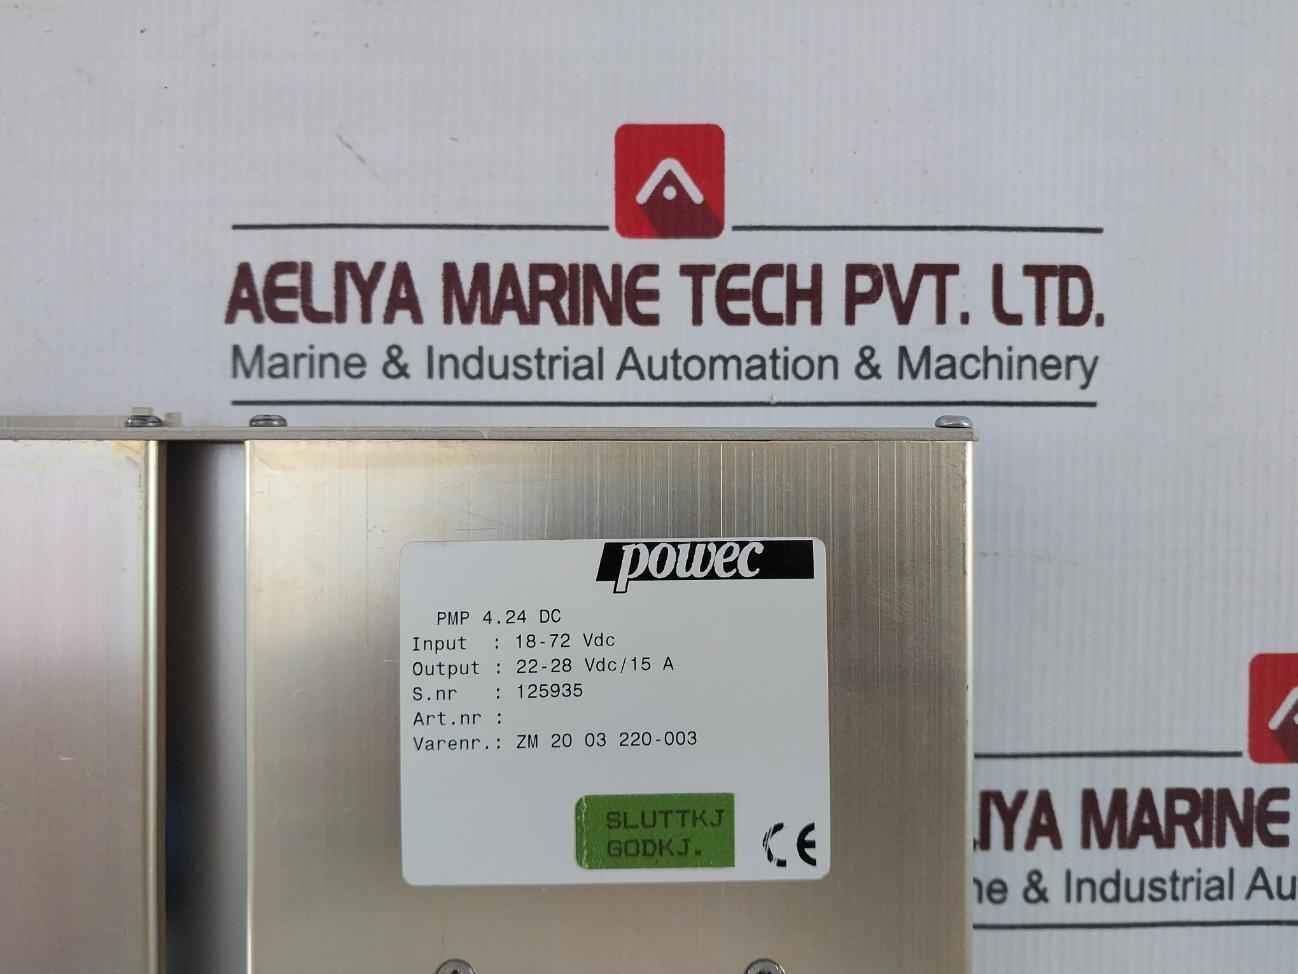 AELIYA MARINE TECH PVT. LTD.
Marine & Industrial Automation & Machinery
powec
PMP 4.24 DC
Input : 18-72 Vdc
Output : 22-28 Vdc/15 A
S.nr : 125935
Art.nr :
Varenr.: ZM 20 03 220-003
SLUTTKJ
GODKJ.
CE
IYA MARINE
ne & Industrial Au